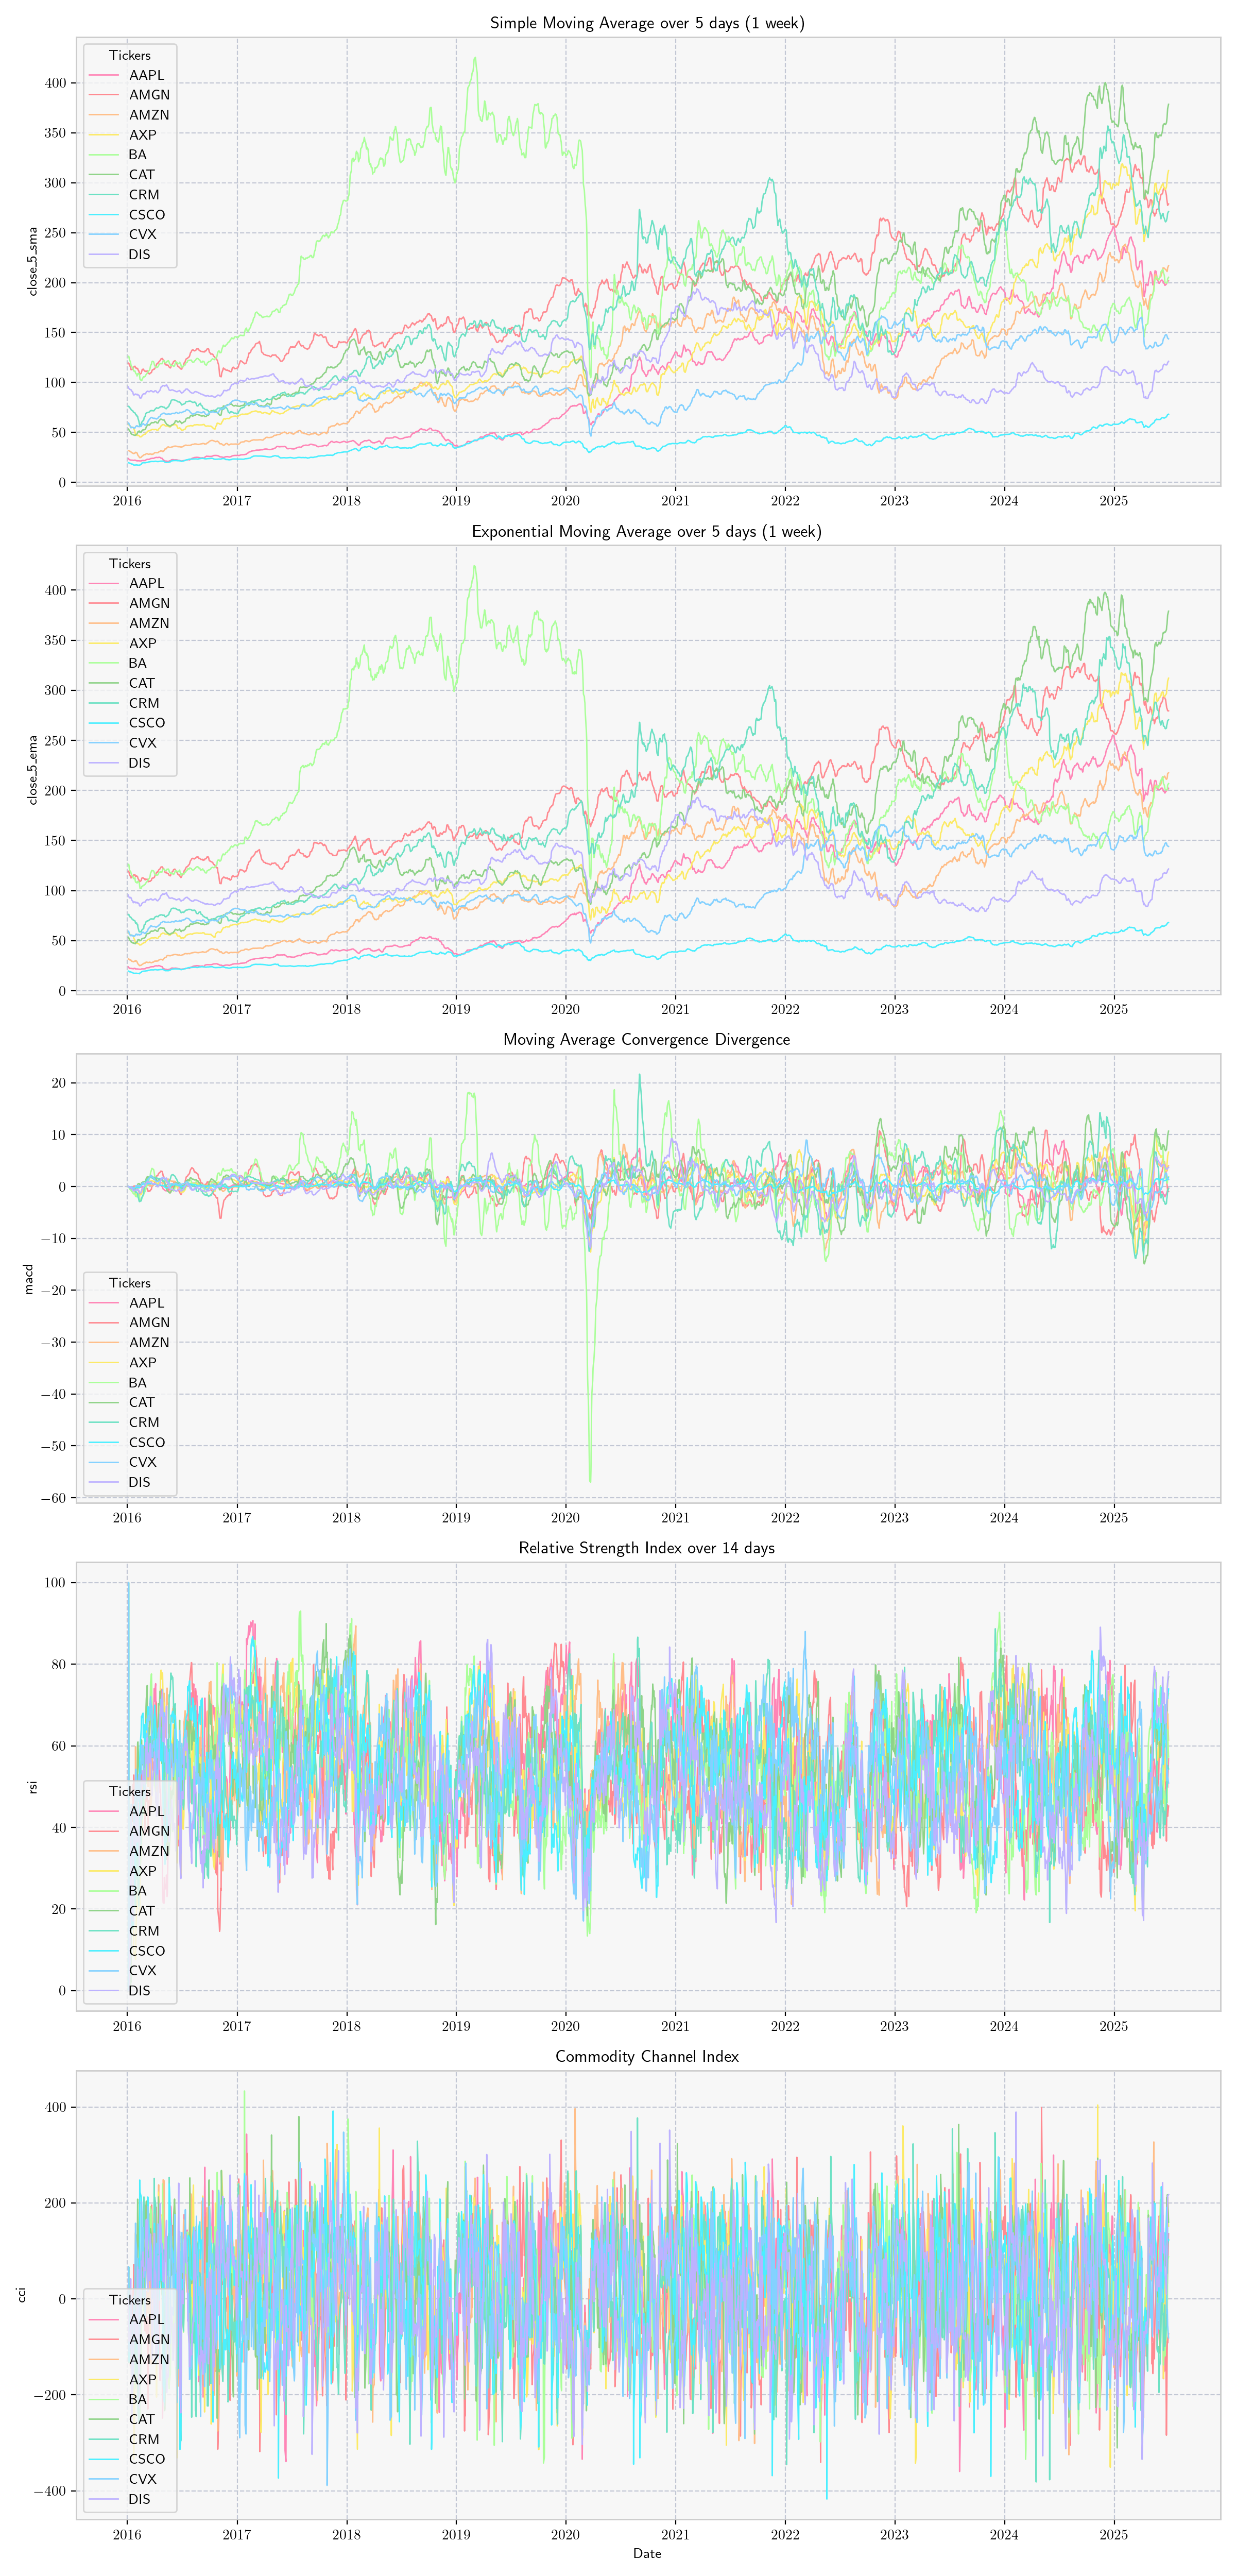 Simple Moving Average over 5 days (1 week)
Tickers
AAPL
AMGN
AMZN
AXP
BA
CAT
CRM
CSCO
CVX
DIS
close_5_sma
400
350
300
250
200
150
100
50
0
2016 2017 2018 2019 2020 2021 2022 2023 2024 2025
Exponential Moving Average over 5 days (1 week)
Tickers
AAPL
AMGN
AMZN
AXP
BA
CAT
CRM
CSCO
CVX
DIS
close_5_ema
400
350
300
250
200
150
100
50
0
2016 2017 2018 2019 2020 2021 2022 2023 2024 2025
Moving Average Convergence Divergence
macd
20
10
0
−10
−20
−30
−40
−50
−60
Tickers
AAPL
AMGN
AMZN
AXP
BA
CAT
CRM
CSCO
CVX
DIS
2016 2017 2018 2019 2020 2021 2022 2023 2024 2025
Relative Strength Index over 14 days
rsi
100
80
60
40
20
0
Tickers
AAPL
AMGN
AMZN
AXP
BA
CAT
CRM
CSCO
CVX
DIS
2016 2017 2018 2019 2020 2021 2022 2023 2024 2025
Commodity Channel Index
cci
400
200
0
−200
−400
Tickers
AAPL
AMGN
AMZN
AXP
BA
CAT
CRM
CSCO
CVX
DIS
2016 2017 2018 2019 2020 2021 2022 2023 2024 2025
Date